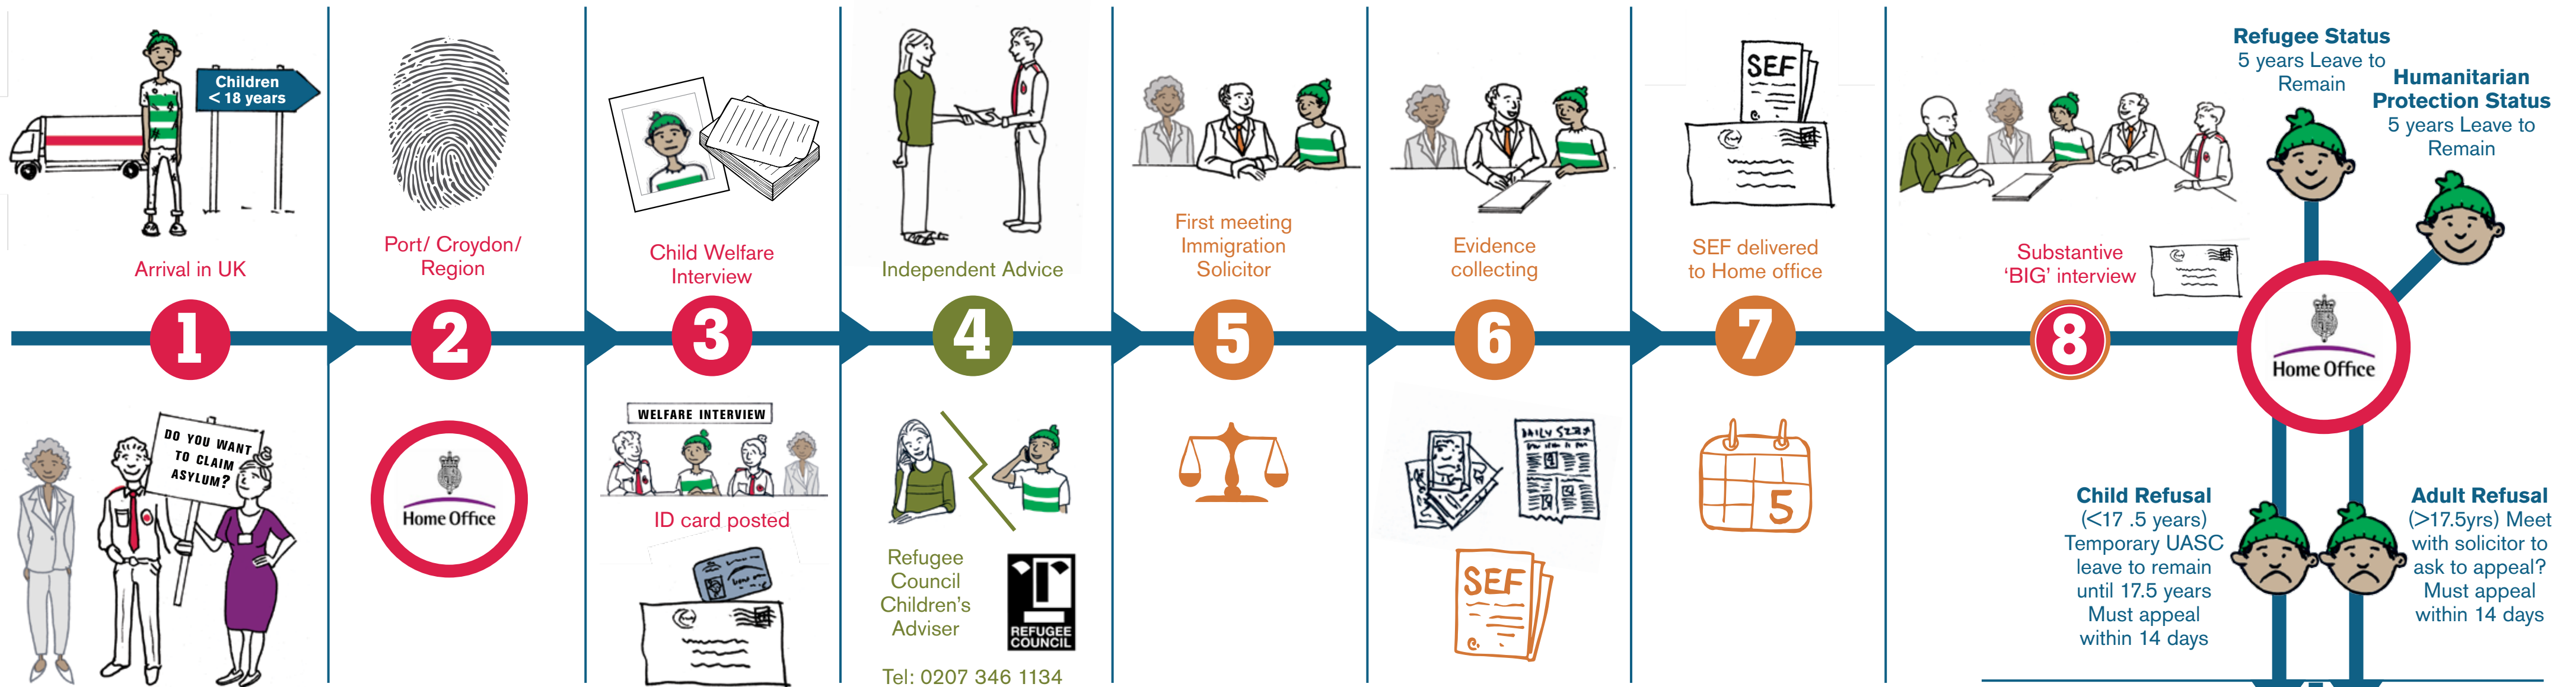 Children
< 18 years
Arrival in UK
1
DO YOU WANT
TO CLAIM
ASYLUM?
Port/ Croydon/
Region
2
Home Office
Child Welfare
Interview
3
WELFARE INTERVIEW
ID card posted
Independent Advice
4
Refugee
Council
Children's
Adviser
REFUGEE
COUNCIL
Tel: 0207 346 1134
First meeting
Immigration
Solicitor
5
Evidence
collecting
6
SEF
SEF
SEF delivered
to Home office
7
5
Substantive
‘BIG’ interview
8
Refugee Status
5 years Leave to
Remain
Humanitarian
Protection Status
5 years Leave to
Remain
Home Office
Child Refusal
(<17 .5 years)
Temporary UASC
leave to remain
until 17.5 years
Must appeal
within 14 days
Adult Refusal
(>17.5yrs) Meet
with solicitor to
ask to appeal?
Must appeal
within 14 days